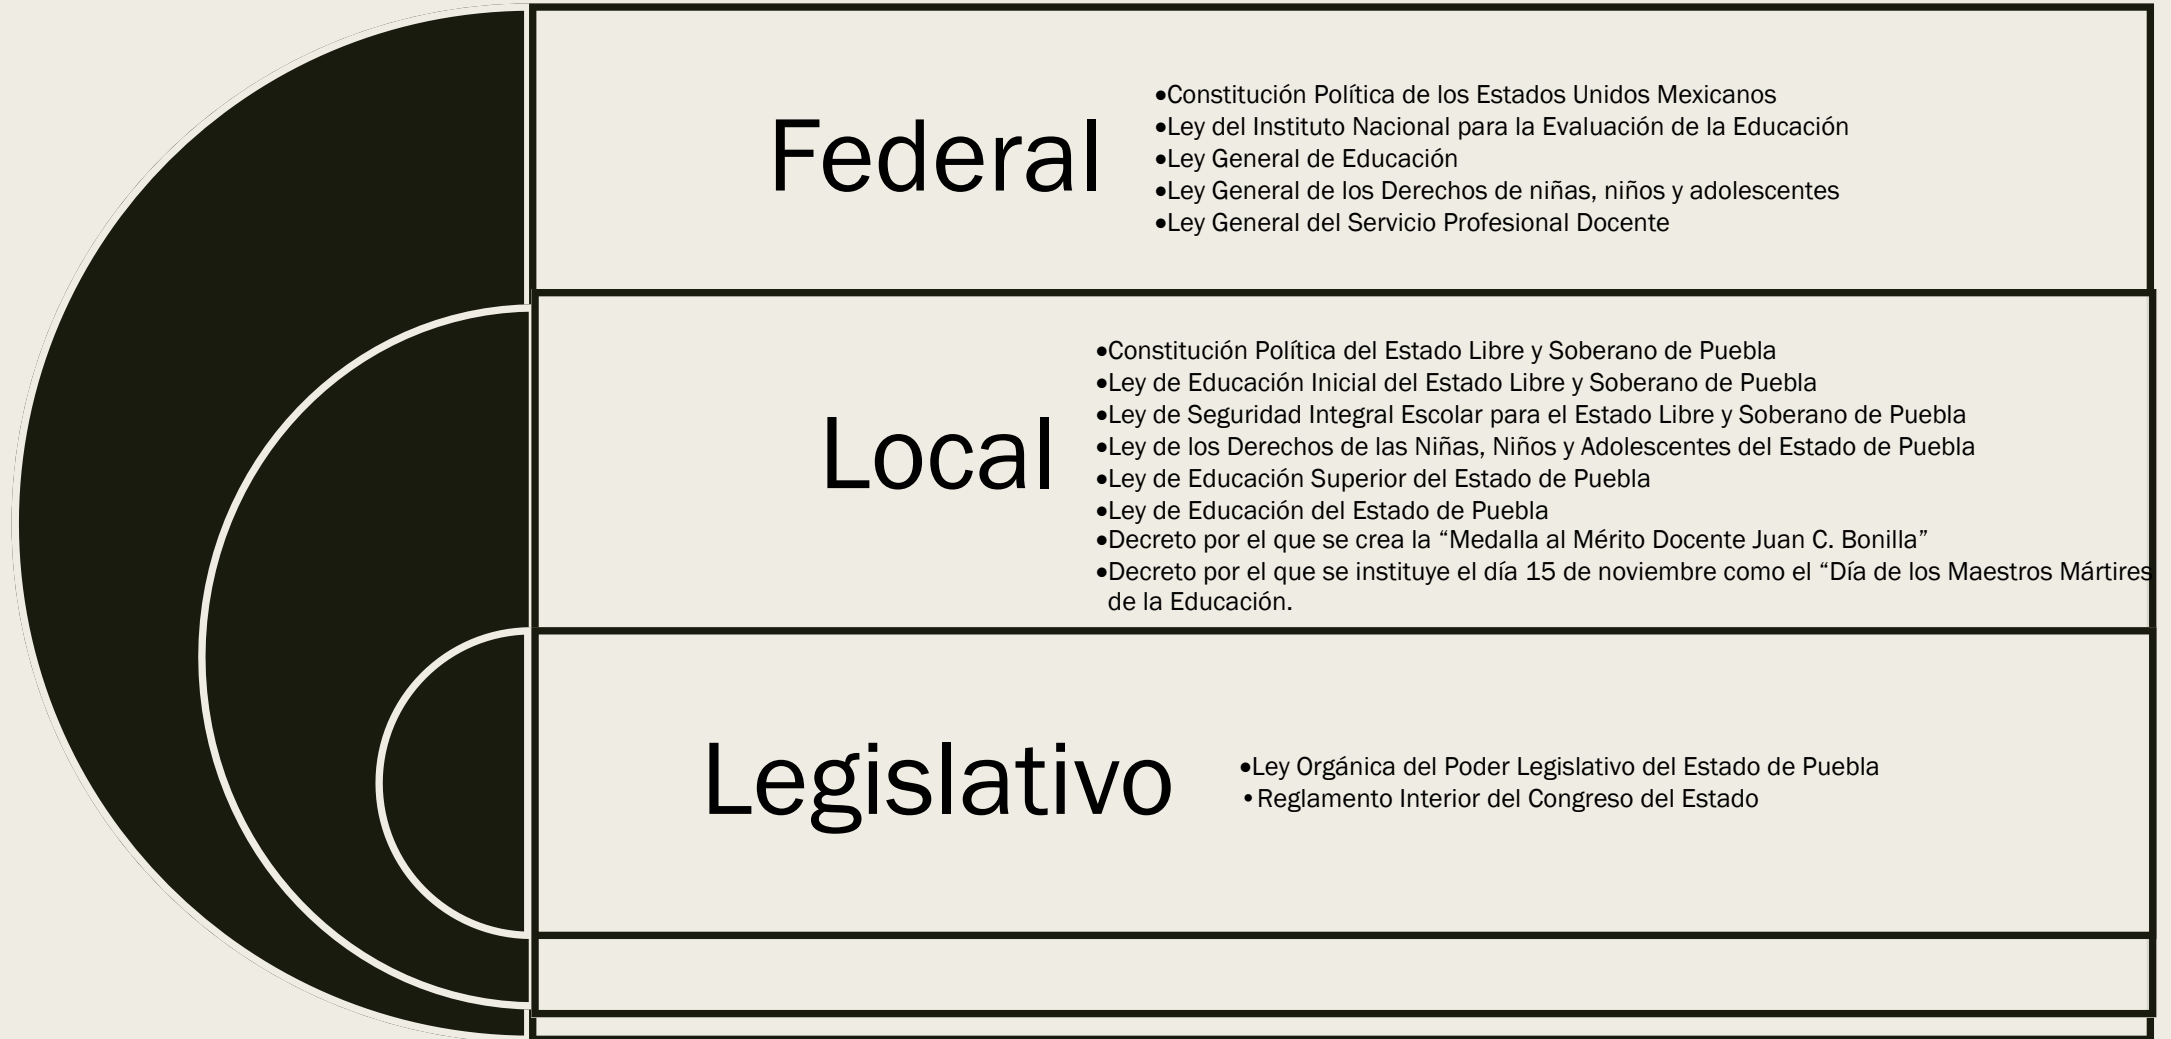 Federal
•Constitución Política de los Estados Unidos Mexicanos
•Ley del Instituto Nacional para la Evaluación de la Educación
•Ley General de Educación
•Ley General de los Derechos de niñas, niños y adolescentes
•Ley General del Servicio Profesional Docente
Local
•Constitución Política del Estado Libre y Soberano de Puebla
•Ley de Educación Inicial del Estado Libre y Soberano de Puebla
•Ley de Seguridad Integral Escolar para el Estado Libre y Soberano de Puebla
•Ley de los Derechos de las Niñas, Niños y Adolescentes del Estado de Puebla
•Ley de Educación Superior del Estado de Puebla
•Ley de Educación del Estado de Puebla
•Decreto por el que se crea la “Medalla al Mérito Docente Juan C. Bonilla”
•Decreto por el que se instituye el día 15 de noviembre como el “Día de los Maestros Mártires
de la Educación.
Legislativo
•Ley Orgánica del Poder Legislativo del Estado de Puebla
•Reglamento Interior del Congreso del Estado